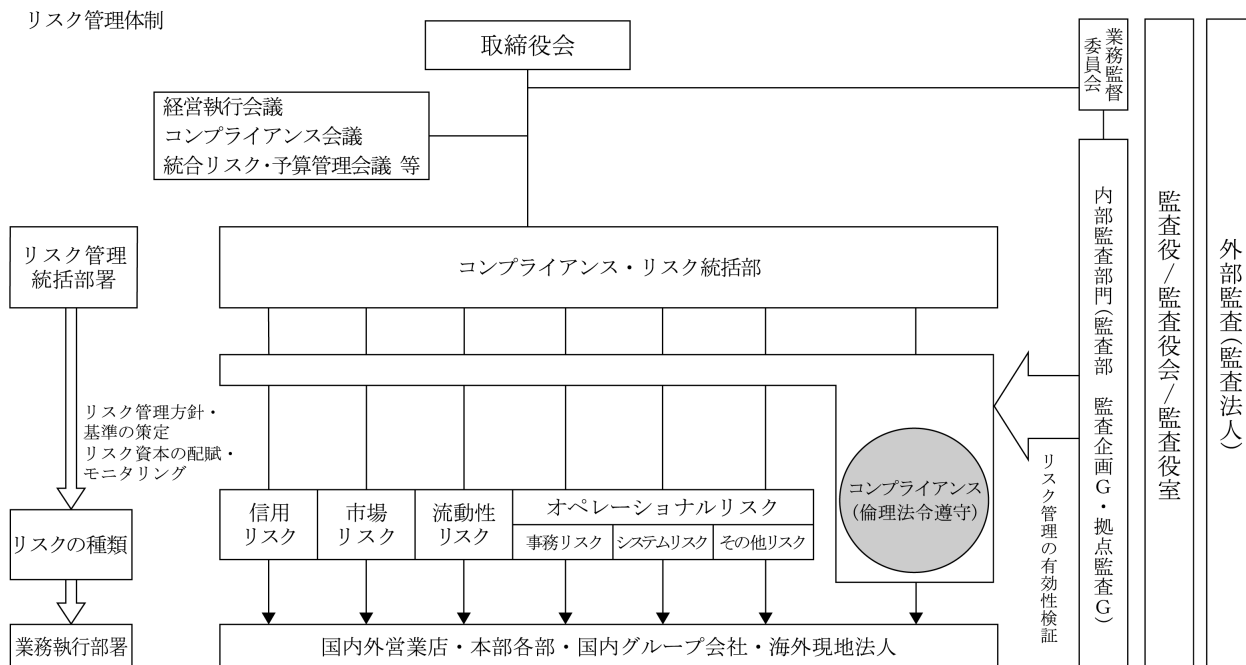 リスク管理体制
取締役会
経営執行会議
コンプライアンス会議
統合リスク・予算管理会議 等
業務監督
委員会
リスク管理
統括部署
コンプライアンス・リスク統括部
リスク管理方針・
基準の策定
リスク資本の配賦・
モニタリング
リスクの種類
信用
リスク
市場
リスク
流動性
リスク
オペレーショナルリスク
事務リスク
システムリスク
その他リスク
コンプライアンス
(倫理法令遵守)
業務執行部署
国内外営業店・本部各部・国内グループ会社・海外現地法人
リスク管理の有効性検証
内部監査部門(監査部 監査企画G・拠点監査G)
監査役/監査役会/監査役室
外部監査(監査法人)